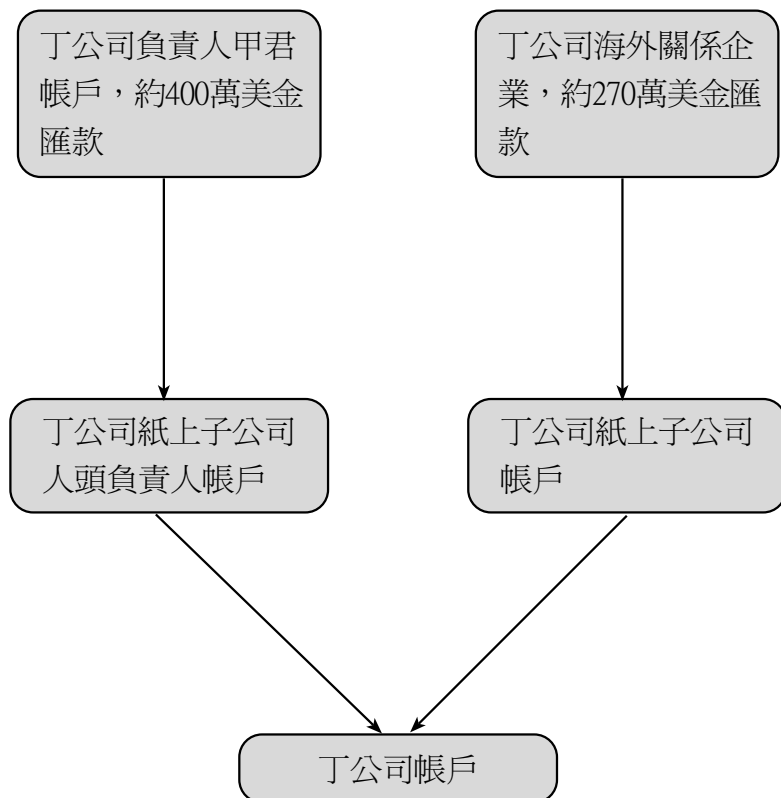 丁公司負責人甲君
帳戶，約400萬美金
匯款
丁公司海外關係企
業，約270萬美金匯
款
丁公司紙上子公司
人頭負責人帳戶
丁公司紙上子公司
帳戶
丁公司帳戶